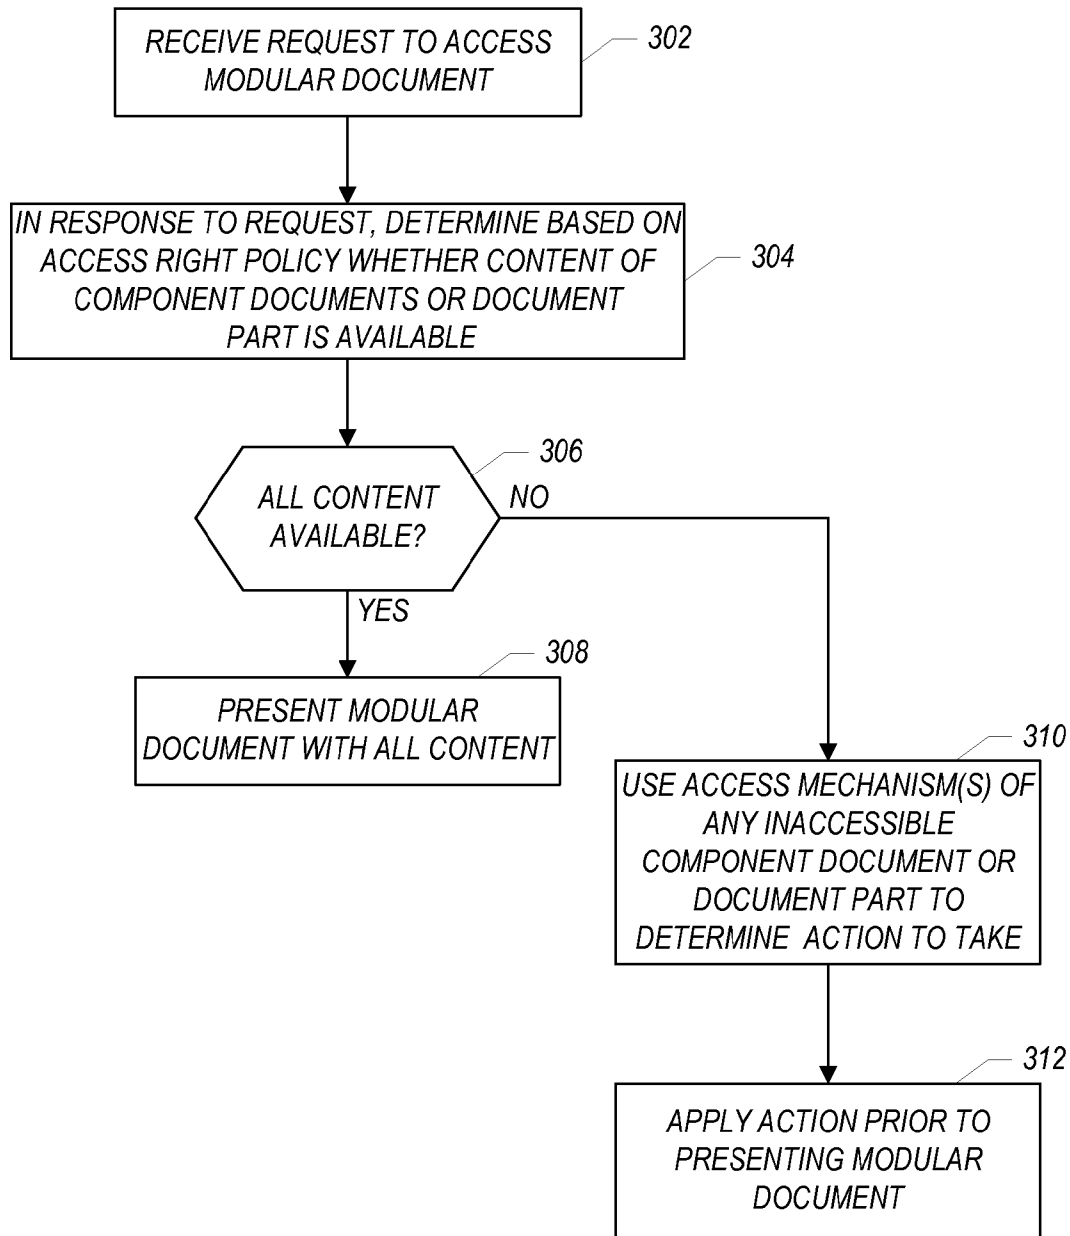 RECEIVE REQUEST TO ACCESS
MODULAR DOCUMENT
302
IN RESPONSE TO REQUEST, DETERMINE BASED ON
ACCESS RIGHT POLICY WHETHER CONTENT OF
COMPONENT DOCUMENTS OR DOCUMENT
PART IS AVAILABLE
304
306
ALL CONTENT
AVAILABLE?
NO
YES
308
PRESENT MODULAR
DOCUMENT WITH ALL CONTENT
310
USE ACCESS MECHANISM(S) OF
ANY INACCESSIBLE
COMPONENT DOCUMENT OR
DOCUMENT PART TO
DETERMINE ACTION TO TAKE
312
APPLY ACTION PRIOR TO
PRESENTING MODULAR
DOCUMENT